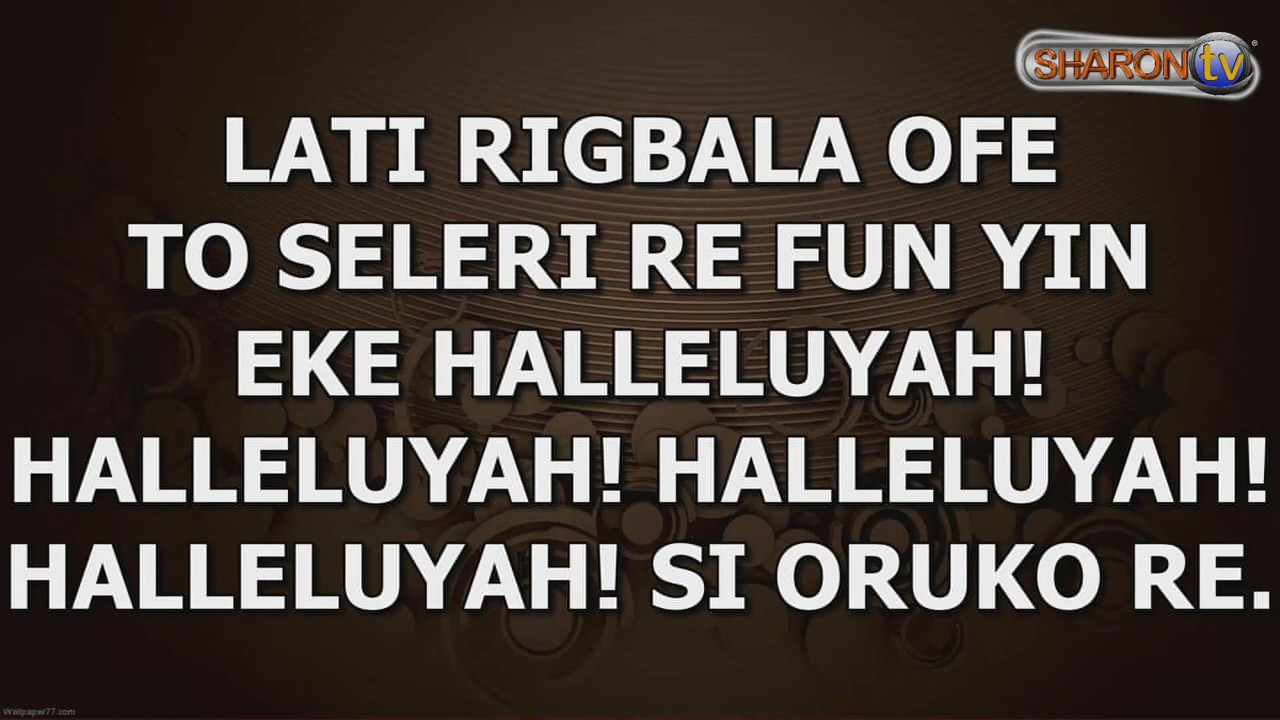 SHARON tv
LATI RIGBALA OFE
TO SELERI RE FUN YIN
EKE HALLELUYAH!
HALLELUYAH! HALLELUYAH!
HALLELUYAH! SI ORUKO RE.
Wallpaper77.com